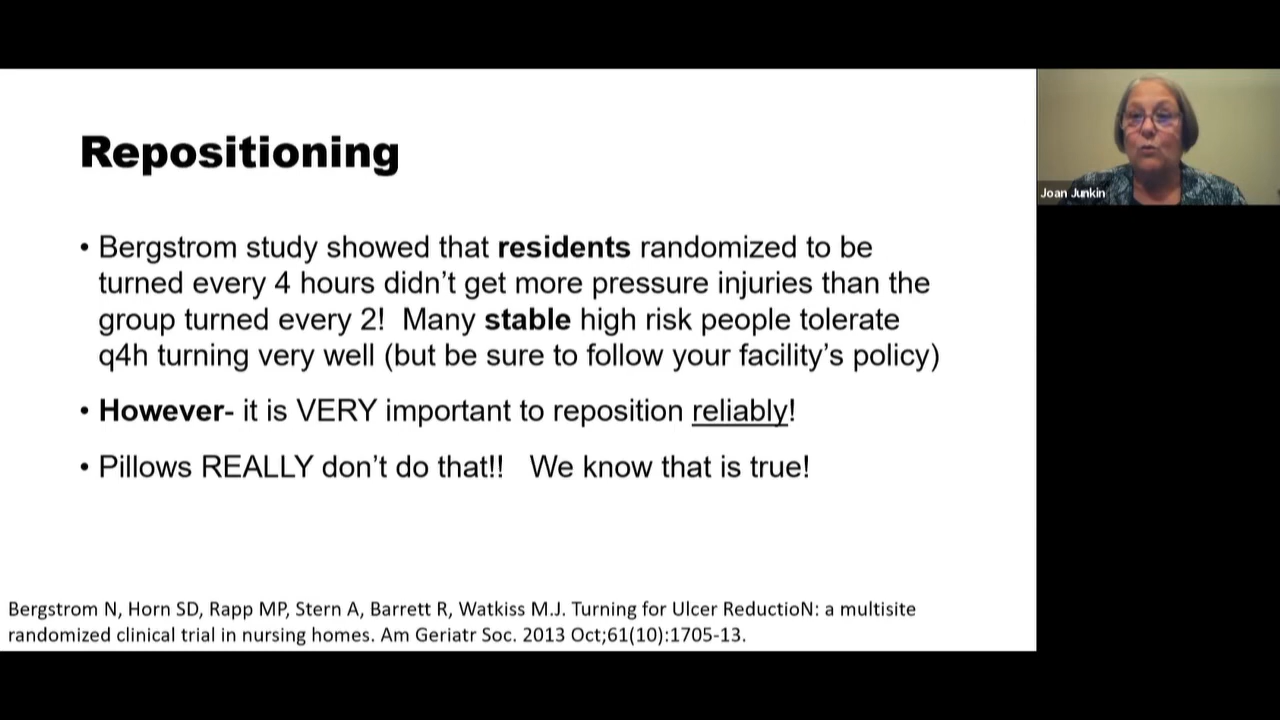 Repositioning
• Bergstrom study showed that residents randomized to be
turned every 4 hours didn’t get more pressure injuries than the
group turned every 2!  Many stable high risk people tolerate
q4h turning very well (but be sure to follow your facility’s policy)
• However- it is VERY important to reposition reliably!
• Pillows REALLY don’t do that!!   We know that is true!
Bergstrom N, Horn SD, Rapp MP, Stern A, Barrett R, Watkiss M.J. Turning for Ulcer ReductioN: a multisite
randomized clinical trial in nursing homes. Am Geriatr Soc. 2013 Oct;61(10):1705-13.
Joan Junkin